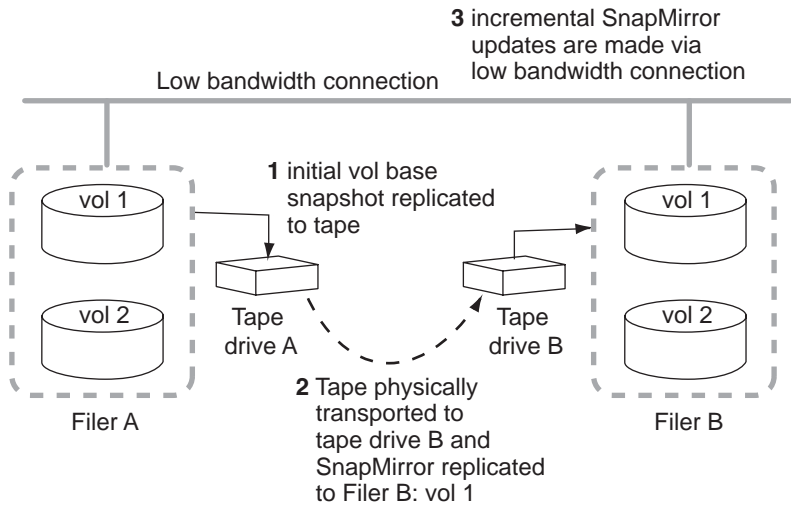 3 incremental SnapMirror
updates are made via
low bandwidth connection
Low bandwidth connection
1 initial vol base
snapshot replicated
to tape
vol 1
vol 1
vol 2
vol 2
Tape
drive A
Tape
drive B
2 Tape physically
transported to
tape drive B and
SnapMirror replicated
to Filer B: vol 1
Filer A
Filer B